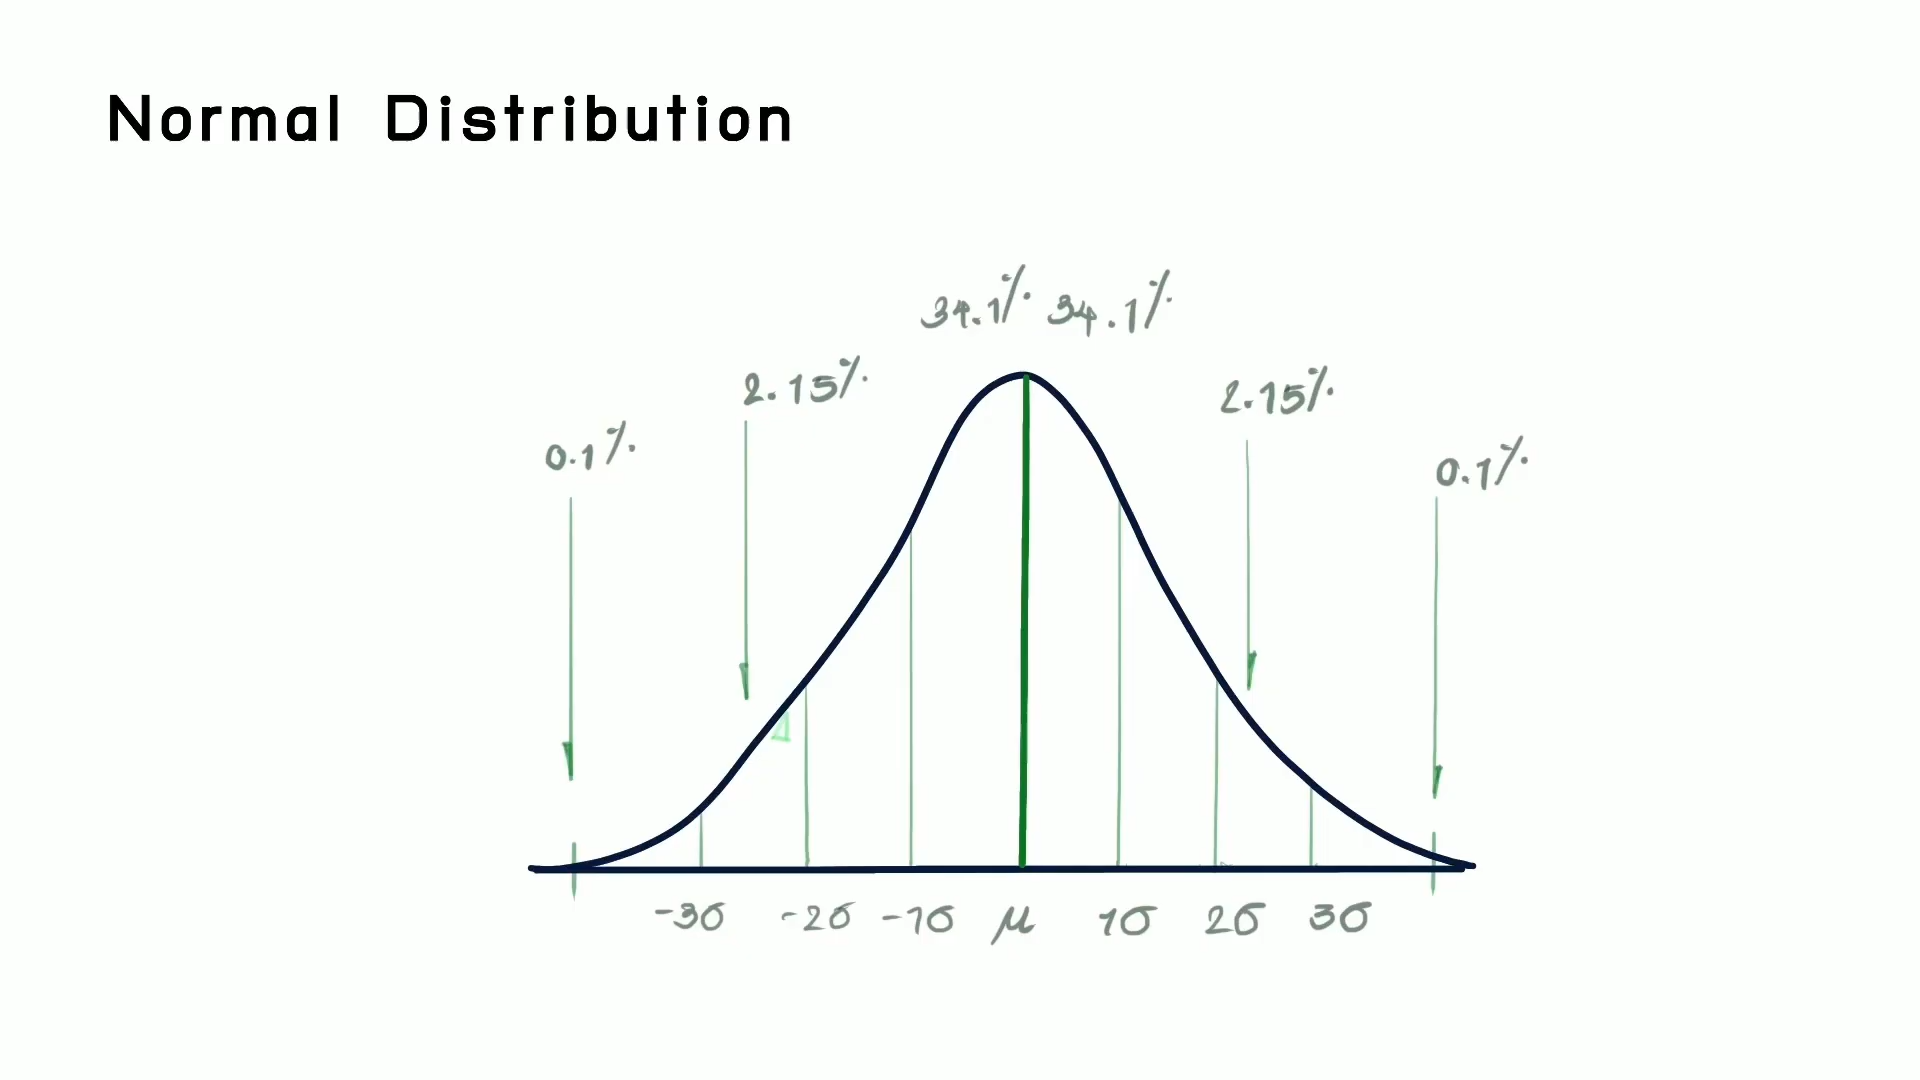 Normal Distribution
34.1% 34.1%
2.15% 2.15%
0.1% 0.1%
-3σ -2σ -1σ μ 1σ 2σ 3σ